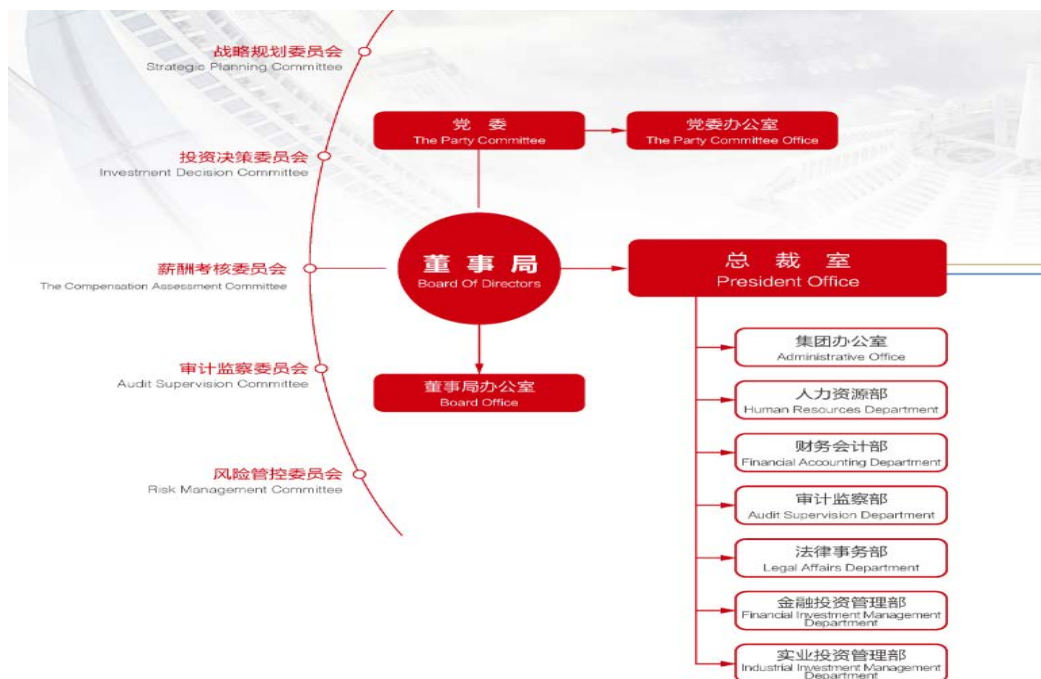 战略规划委员会
Strategic Planning Committee
投资决策委员会
Investment Decision Committee
薪酬考核委员会
The Compensation Assessment Committee
审计监察委员会
Audit Supervision Committee
风险管控委员会
Risk Management Committee
党 委
The Party Committee
党委办公室
The Party Committee Office
董 事 局
Board Of Directors
董事局办公室
Board Office
总 裁 室
President Office
集团办公室
Administrative Office
人力资源部
Human Resources Department
财务会计部
Financial Accounting Department
审计监察部
Audit Supervision Department
法律事务部
Legal Affairs Department
金融投资管理部
Financial Investment Management
Department
实业投资管理部
Industrial Investment Management
Department